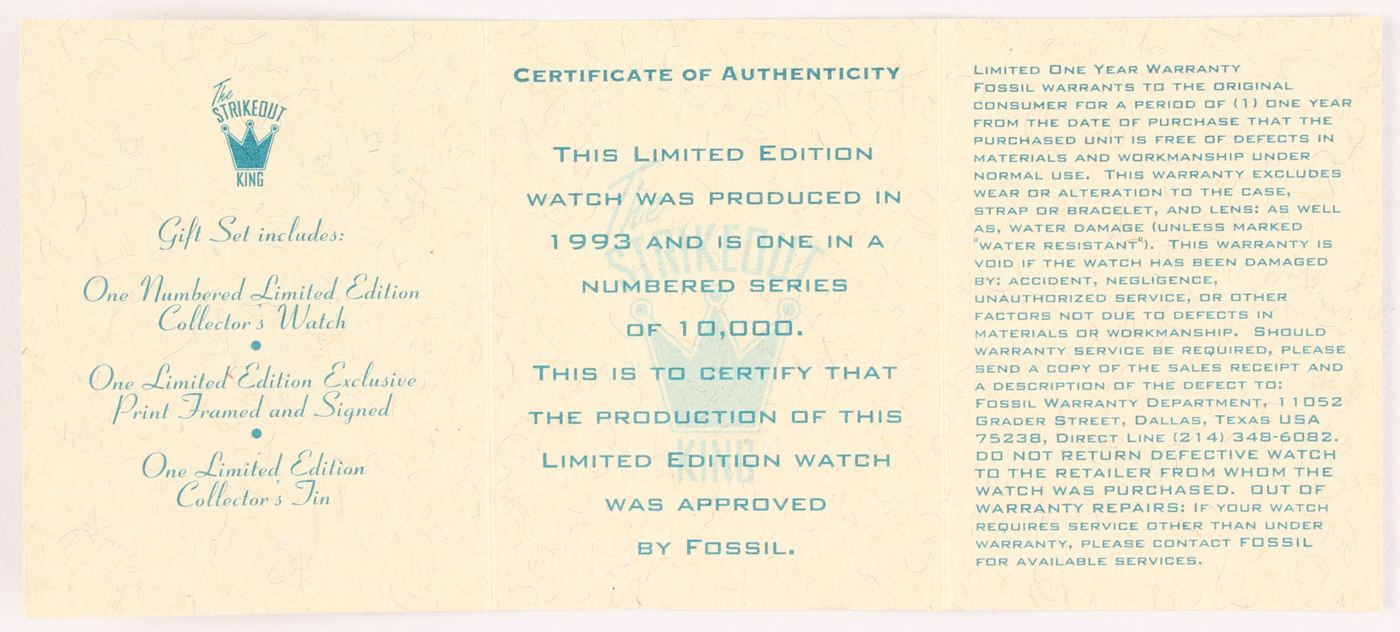 The
STRIKEOUT
KING
Gift Set includes:
One Numbered Limited Edition
Collector's Watch
•
One Limited Edition Exclusive
Print Framed and Signed
•
One Limited Edition
Collector's Tin
CERTIFICATE OF AUTHENTICITY
THIS LIMITED EDITION
WATCH WAS PRODUCED IN
1993 AND IS ONE IN A
NUMBERED SERIES
OF 10,000.
THIS IS TO CERTIFY THAT
THE PRODUCTION OF THIS
LIMITED EDITION WATCH
WAS APPROVED
BY FOSSIL.
The
STRIKEOUT
KING
LIMITED ONE YEAR WARRANTY
FOSSIL WARRANTS TO THE ORIGINAL
CONSUMER FOR A PERIOD OF (1) ONE YEAR
FROM THE DATE OF PURCHASE THAT THE
PURCHASED UNIT IS FREE OF DEFECTS IN
MATERIALS AND WORKMANSHIP UNDER
NORMAL USE. THIS WARRANTY EXCLUDES
WEAR OR ALTERATION TO THE CASE,
STRAP OR BRACELET, AND LENS: AS WELL
AS, WATER DAMAGE (UNLESS MARKED
"WATER RESISTANT"). THIS WARRANTY IS
VOID IF THE WATCH HAS BEEN DAMAGED
BY: ACCIDENT, NEGLIGENCE,
UNAUTHORIZED SERVICE, OR OTHER
FACTORS NOT DUE TO DEFECTS IN
MATERIALS OR WORKMANSHIP. SHOULD
WARRANTY SERVICE BE REQUIRED, PLEASE
SEND A COPY OF THE SALES RECEIPT AND
A DESCRIPTION OF THE DEFECT TO:
FOSSIL WARRANTY DEPARTMENT, 11052
GRADER STREET, DALLAS, TEXAS USA
75238, DIRECT LINE (214) 348-6082.
DO NOT RETURN DEFECTIVE WATCH
TO THE RETAILER FROM WHOM THE
WATCH WAS PURCHASED. OUT OF
WARRANTY REPAIRS: IF YOUR WATCH
REQUIRES SERVICE OTHER THAN UNDER
WARRANTY, PLEASE CONTACT FOSSIL
FOR AVAILABLE SERVICES.